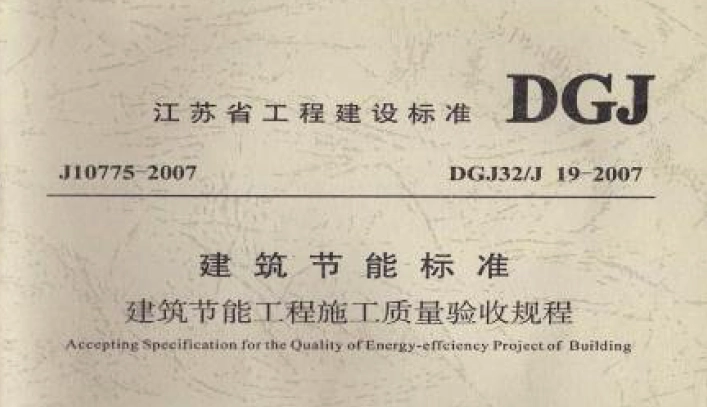 江苏省工程建设标准 DGJ
J10775-2007 DGJ32/J 19-2007
建筑节能标准
建筑节能工程施工质量验收规程
Accepting Specification for the Quality of Energy-effciency Project of Building